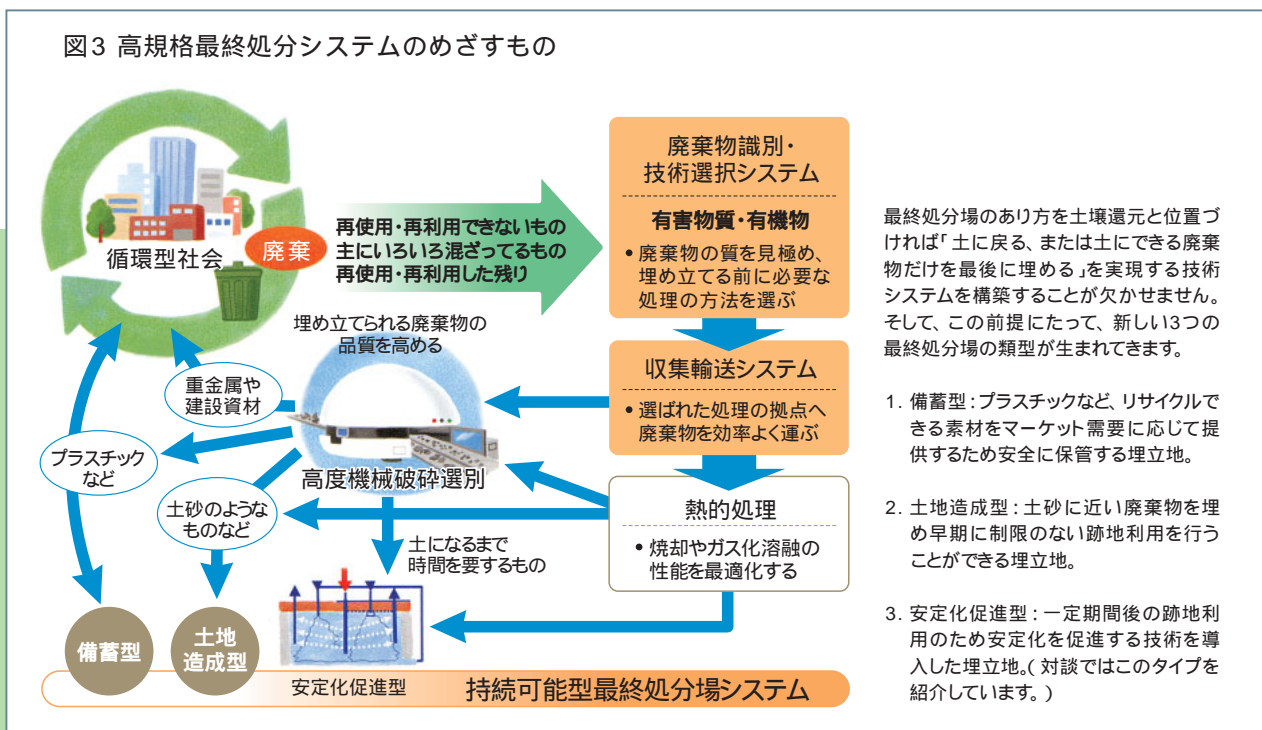 図3 高規格最終処分システムのめざすもの
循環型社会
廃棄
再使用・再利用できないもの
主にいろいろ混ざってるもの
再使用・再利用した残り
廃棄物識別・
技術選択システム
有害物質・有機物
• 廃棄物の質を見極め、
埋め立てる前に必要な
処理の方法を選ぶ
収集輸送システム
• 選ばれた処理の拠点へ
廃棄物を効率よく運ぶ
熱的処理
• 焼却やガス化溶融の
性能を最適化する
埋め立てられる廃棄物の
品質を高める
高度機械破砕選別
重金属や
建設資材
プラスチック
など
土砂のような
ものなど
土になるまで
時間を要するもの
備蓄型
土地
造成型
安定化促進型
持続可能型最終処分場システム
最終処分場のあり方を土壌還元と位置づ
ければ「土に戻る、または土にできる廃棄
物だけを最後に埋める」を実現する技術
システムを構築することが欠かせません。
そして、この前提にたって、新しい3つの
最終処分場の類型が生まれてきます。
1. 備蓄型：プラスチックなど、リサイクルで
きる素材をマーケット需要に応じて提
供するため安全に保管する埋立地。
2. 土地造成型：土砂に近い廃棄物を埋
め早期に制限のない跡地利用を行う
ことができる埋立地。
3. 安定化促進型：一定期間後の跡地利
用のため安定化を促進する技術を導
入した埋立地。(対談ではこのタイプを
紹介しています。)